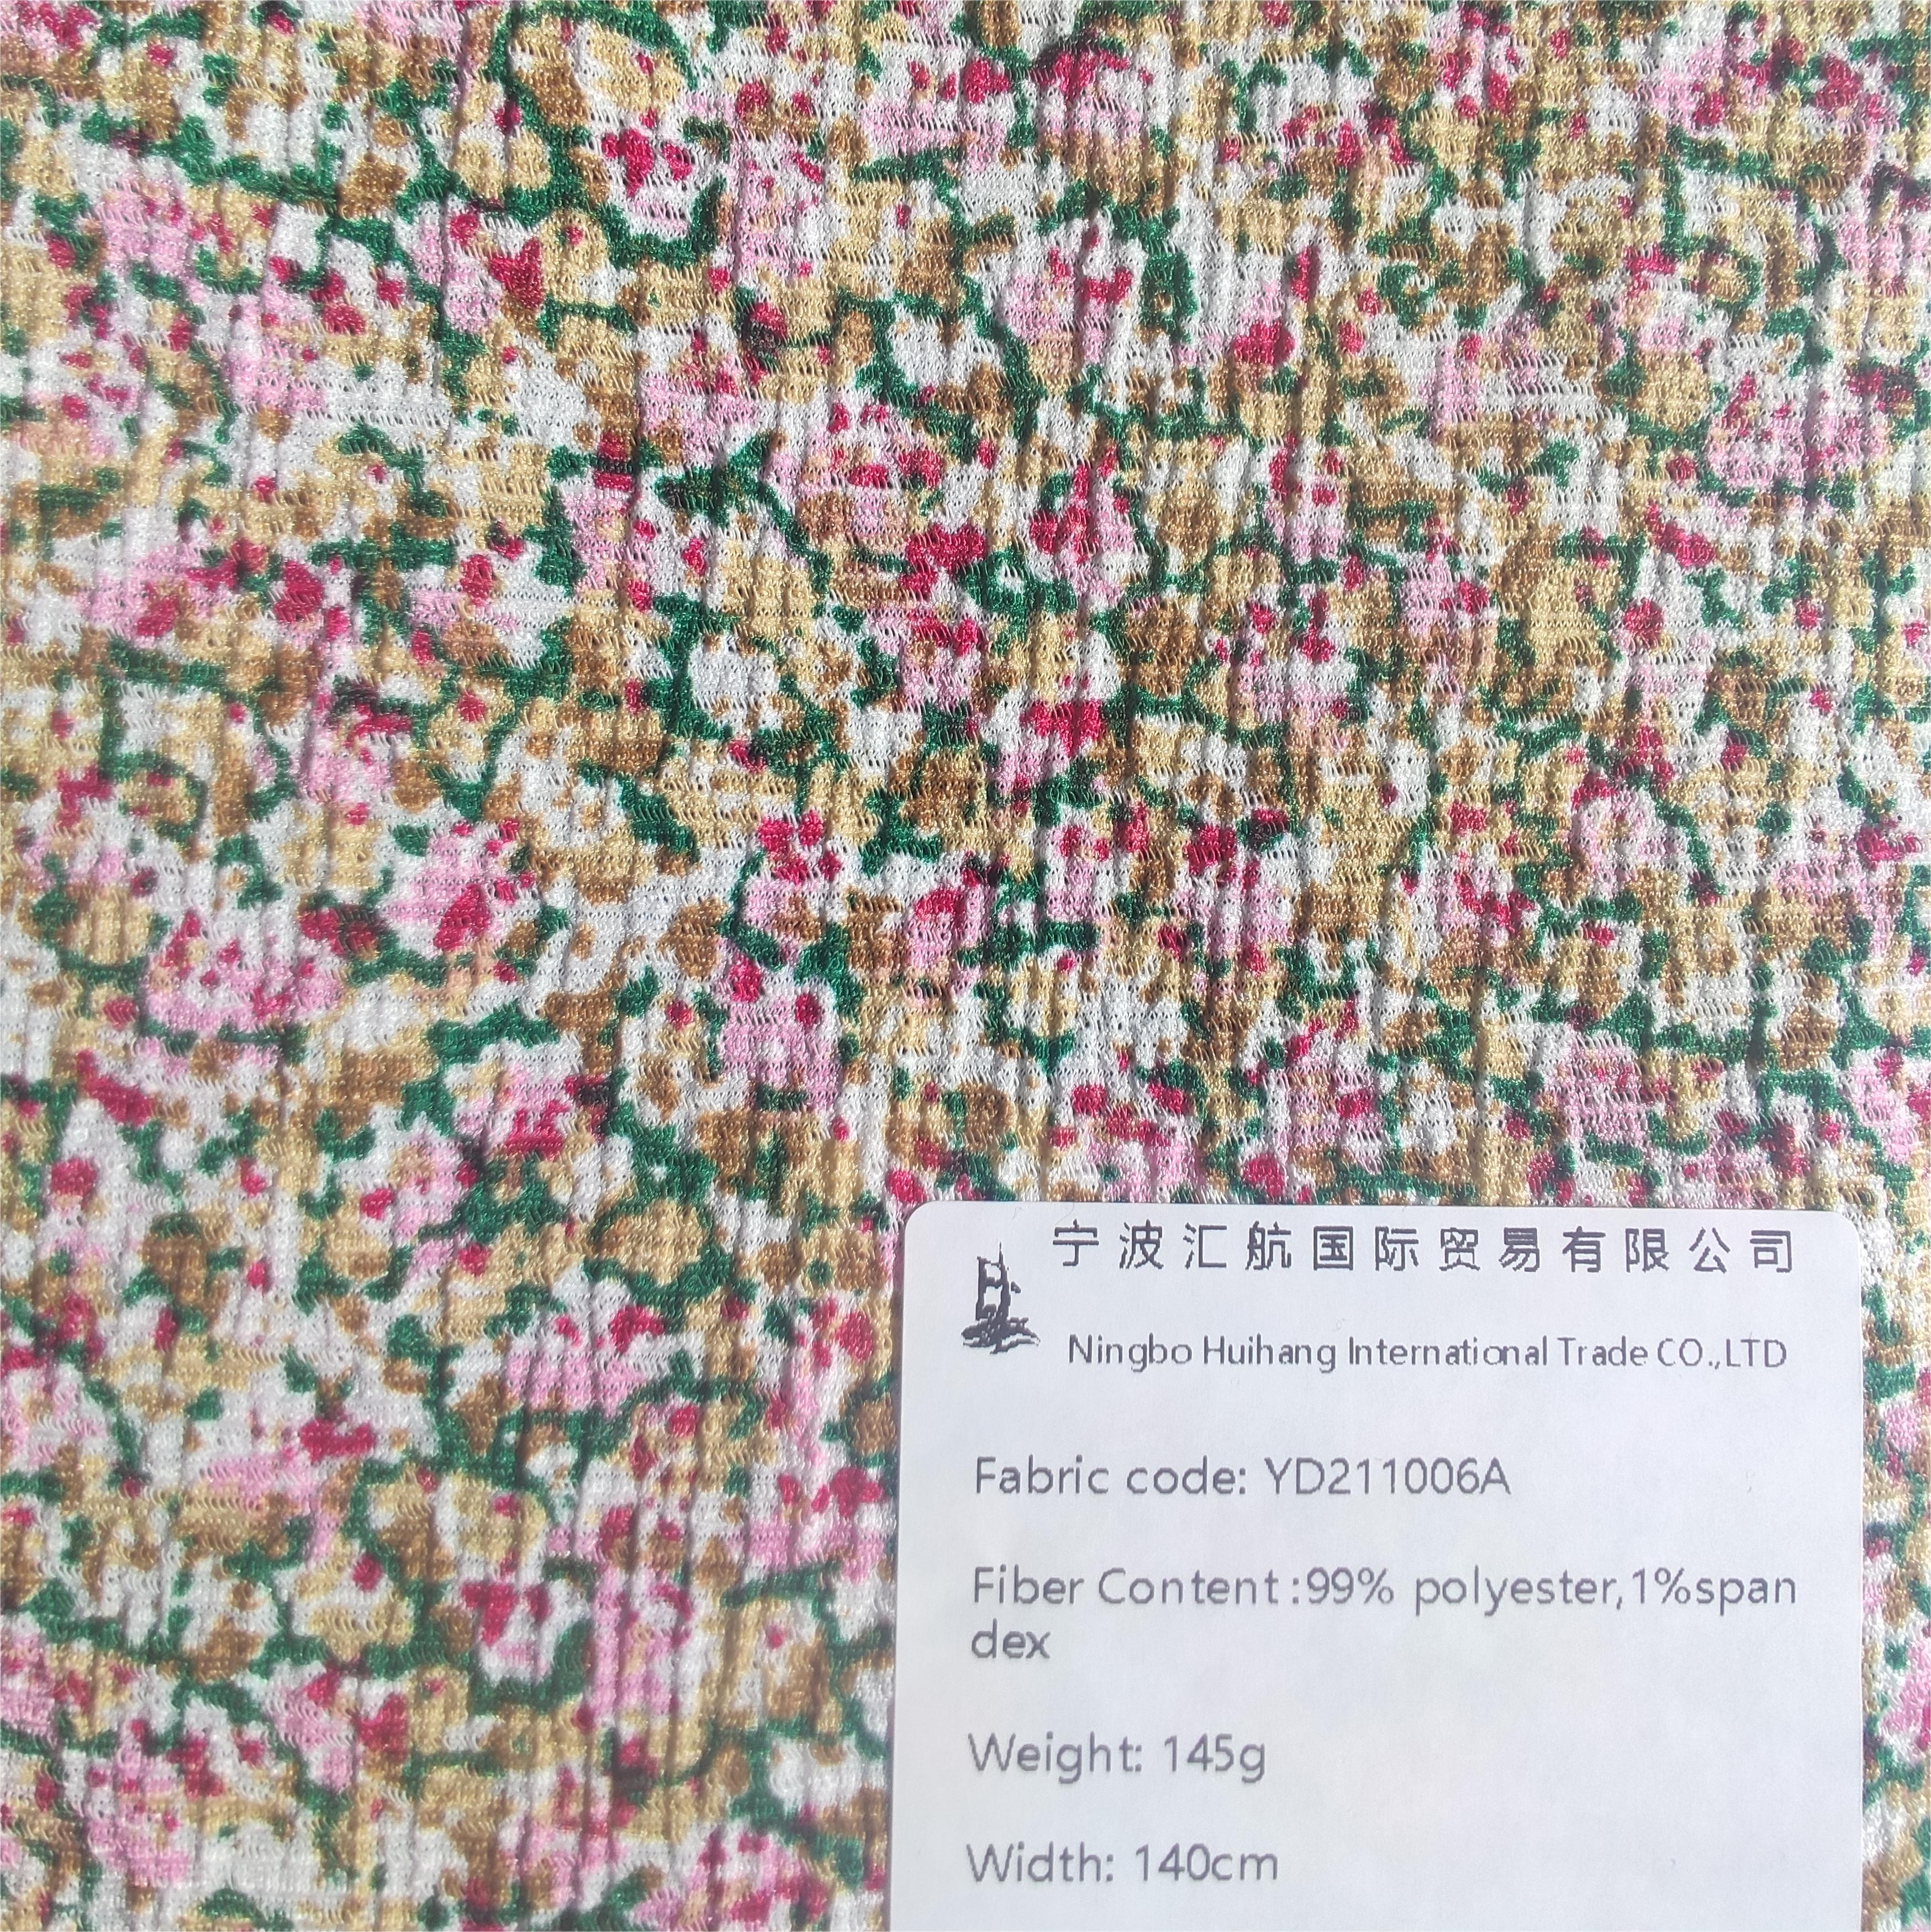 宁波汇航国际贸易有限公司
Ningbo Huihang International Trade CO.,LTD
Fabric code: YD211006A
Fiber Content:99% polyester,1%span
dex
Weight: 145g
Width: 140cm